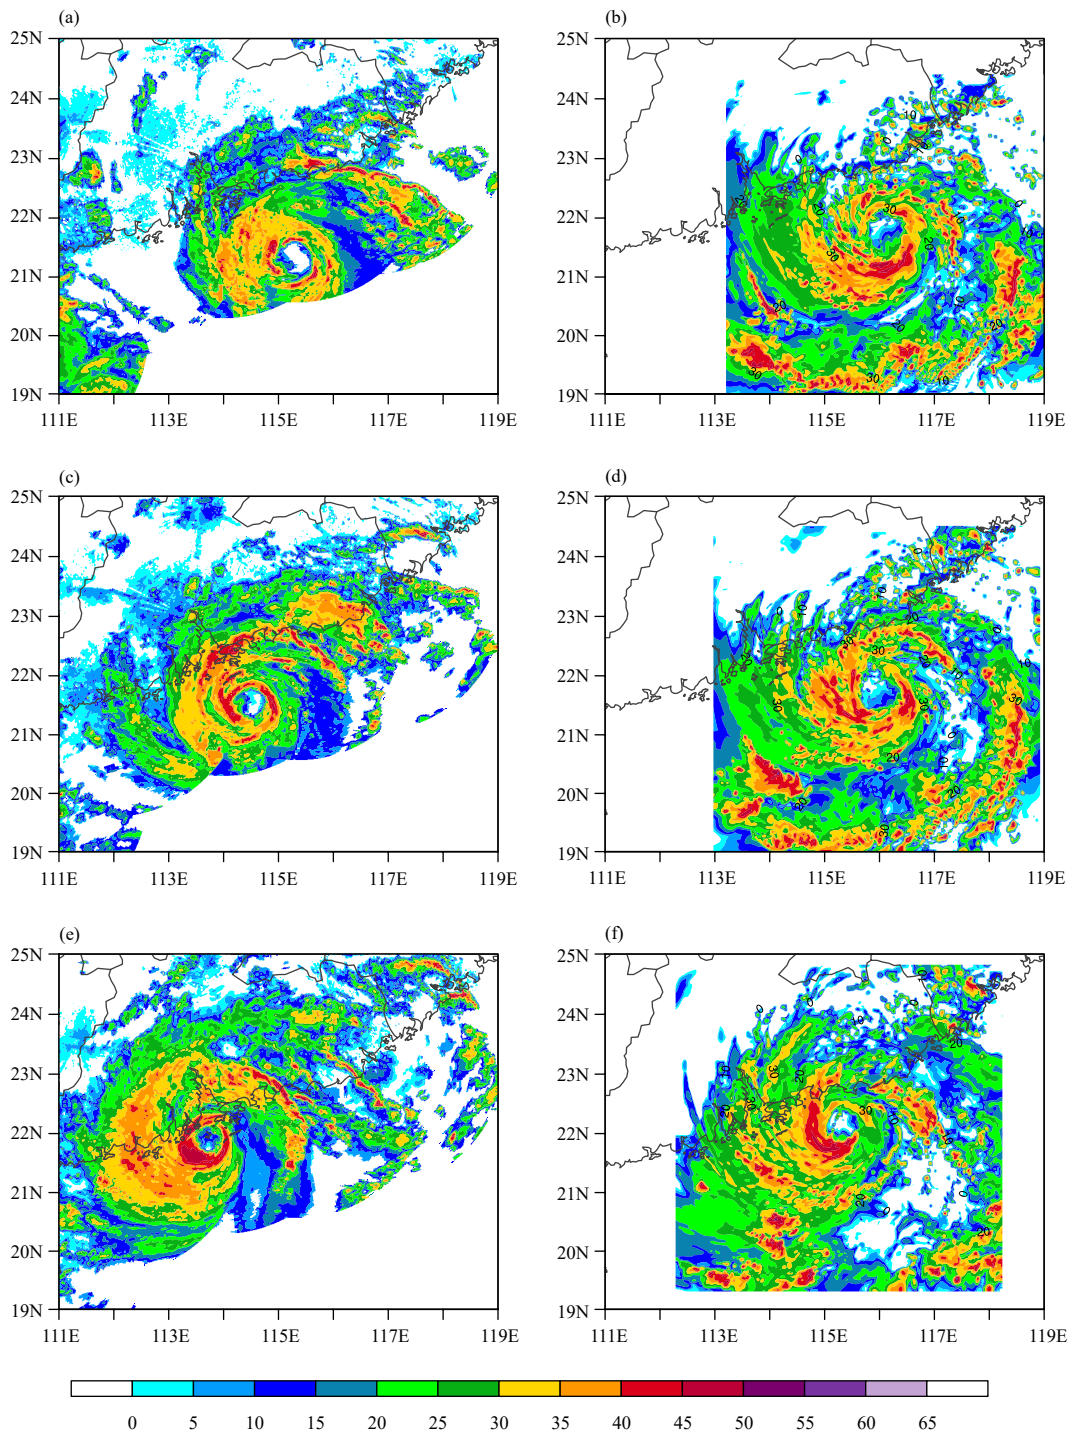 (a) (b)
25N 25N
24N 24N
23N 23N
22N 22N
21N 21N
20N 20N
19N 19N
111E 113E 115E 117E 119E 111E 113E 115E 117E 119E
(c) (d)
25N 25N
24N 24N
23N 23N
22N 22N
21N 21N
20N 20N
19N 19N
111E 113E 115E 117E 119E 111E 113E 115E 117E 119E
(e) (f)
25N 25N
24N 24N
23N 23N
22N 22N
21N 21N
20N 20N
19N 19N
111E 113E 115E 117E 119E 111E 113E 115E 117E 119E
0 5 10 15 20 25 30 35 40 45 50 55 60 65